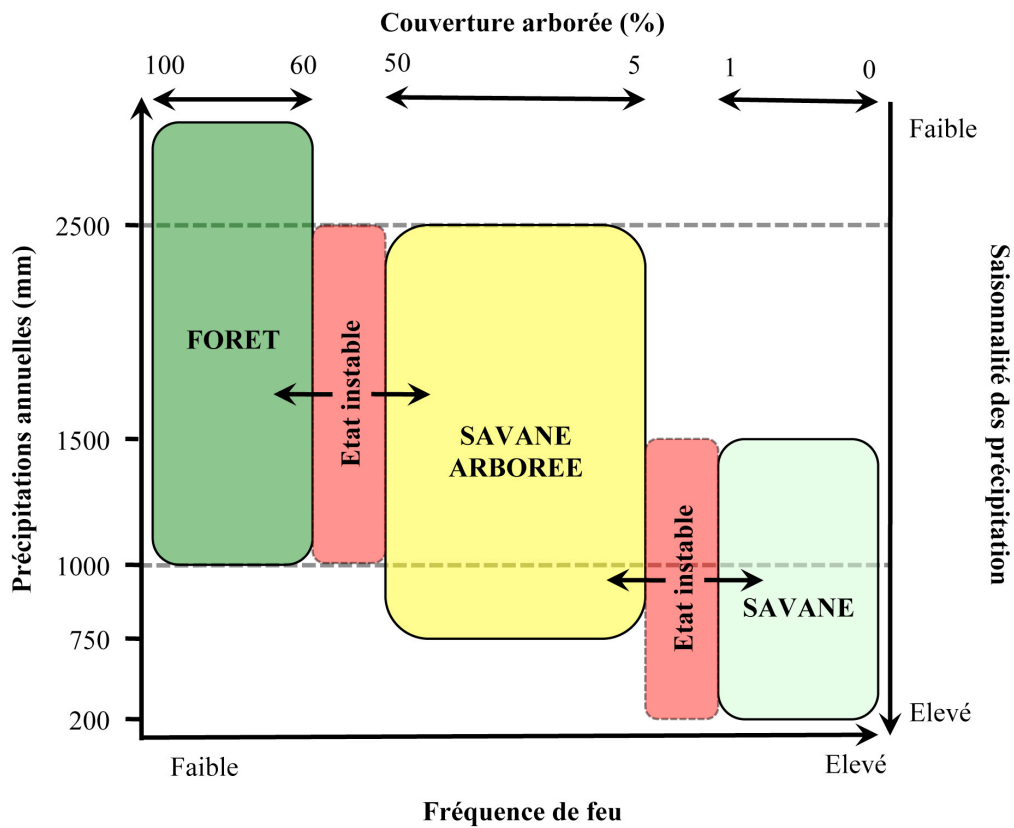 Couverture arborée (%)
100 60 50 5 1 0
Faible
2500
FORET
Etat instable
Précipitations annuelles (mm)
Saisonnalité des précipitation
1500
SAVANE
ARBOREE
1000
Etat instable
SAVANE
750
200
Elevé
Faible
Elevé
Fréquence de feu